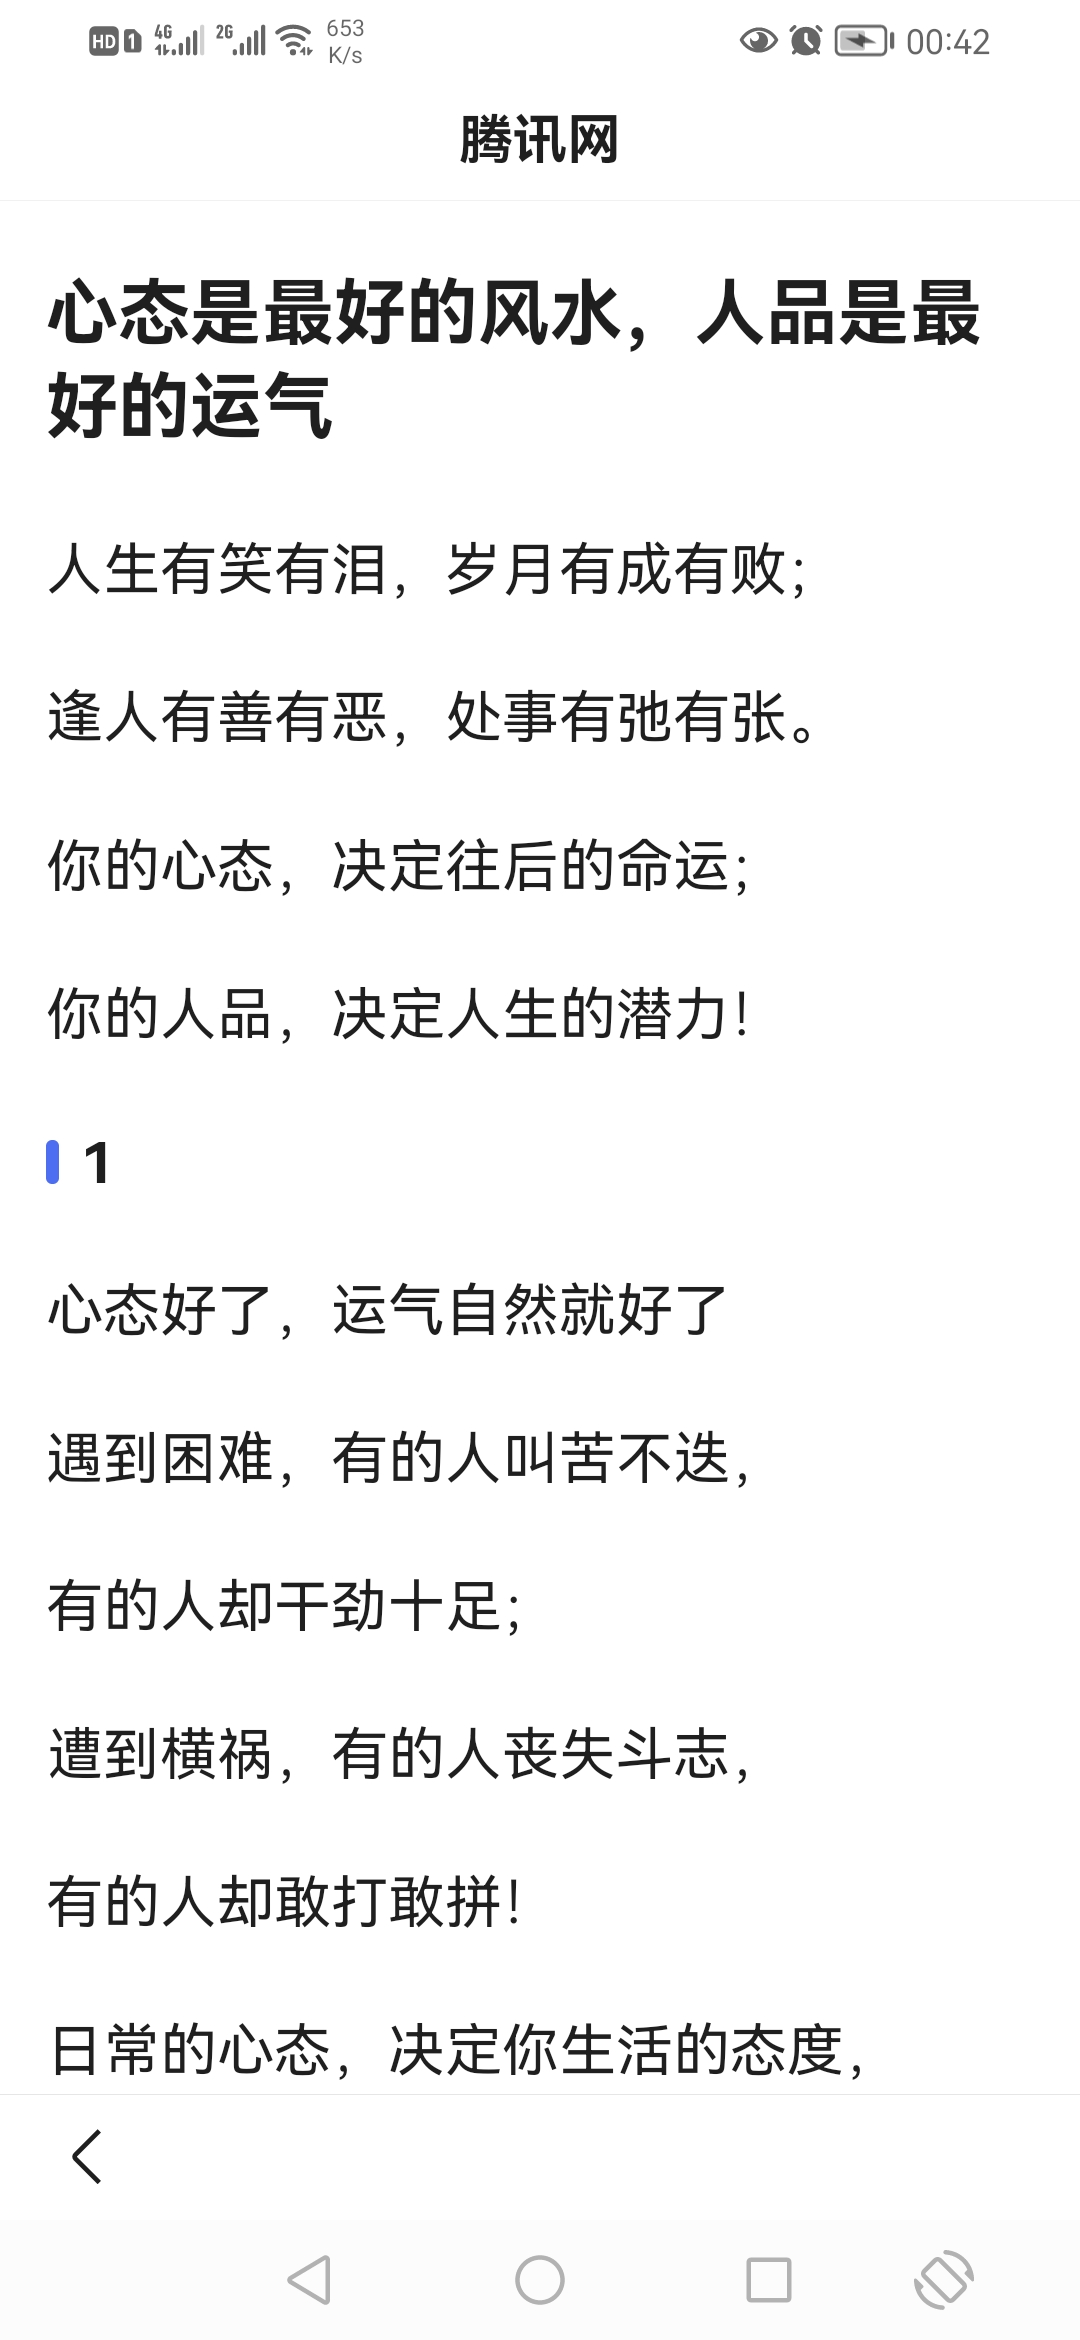 HD 1 4G 2G 653 K/s 00:42
腾讯网
心态是最好的风水，人品是最
好的运气
人生有笑有泪，岁月有成有败；
逢人有善有恶，处事有弛有张。
你的心态，决定往后的命运；
你的人品，决定人生的潜力！
1
心态好了，运气自然就好了
遇到困难，有的人叫苦不迭，
有的人却干劲十足；
遭到横祸，有的人丧失斗志，
有的人却敢打敢拼！
日常的心态，决定你生活的态度，